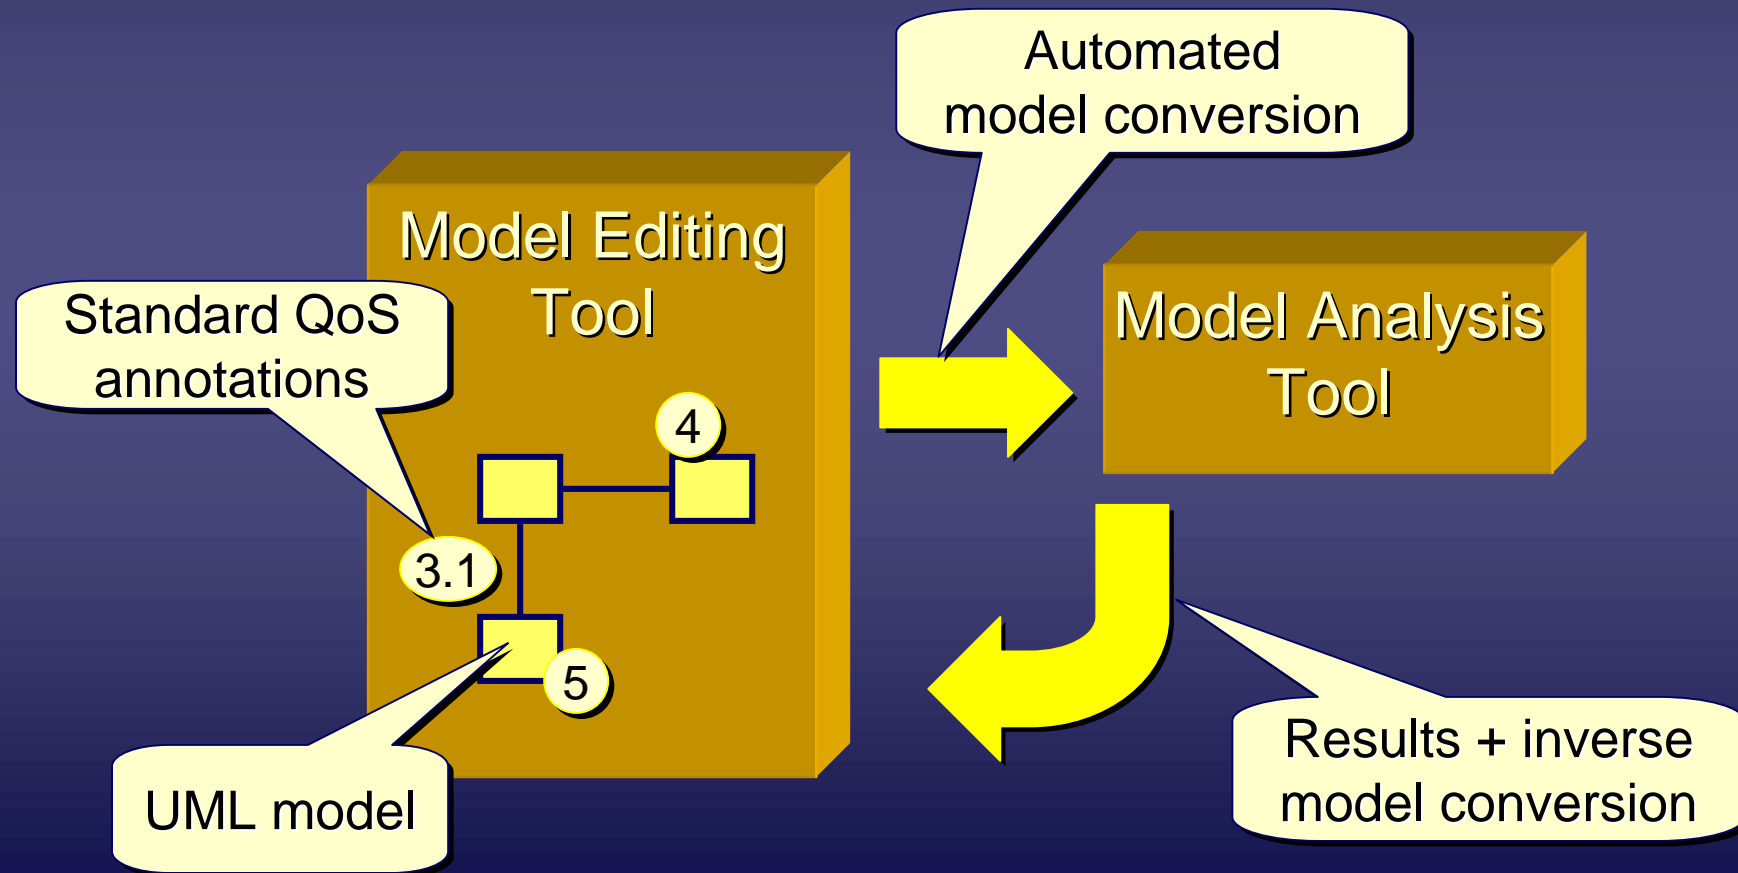 Automated
model conversion
Model Editing
Tool
Standard QoS
annotations
Model Analysis
Tool
4
3.1
5
UML model
Results + inverse
model conversion